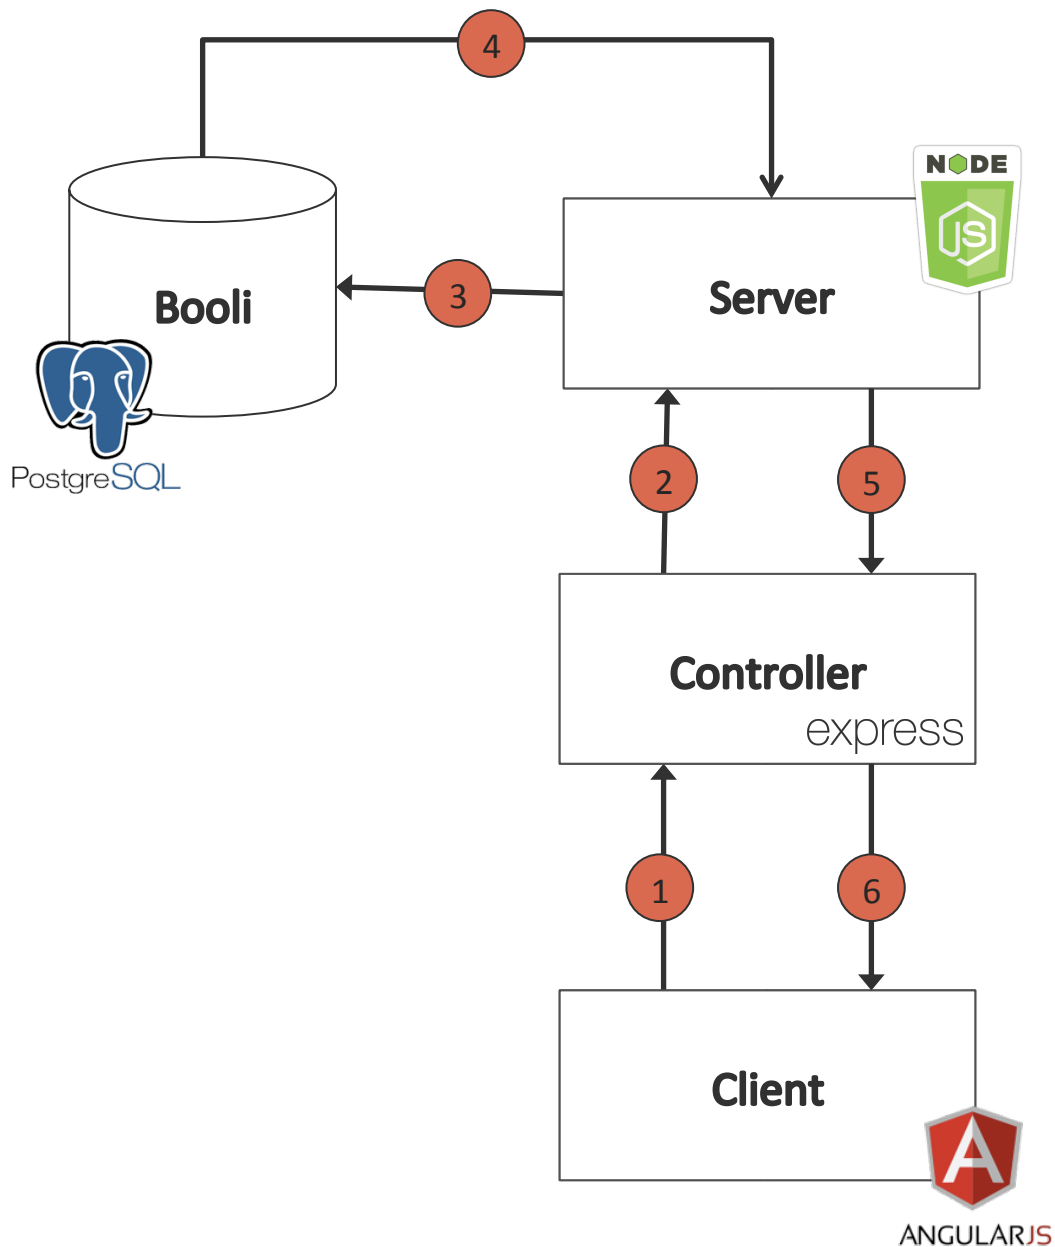 4
NODE
JS
Server
3
Booli
PostgreSQL
2
5
Controller
express
1
6
Client
A
ANGULARJS